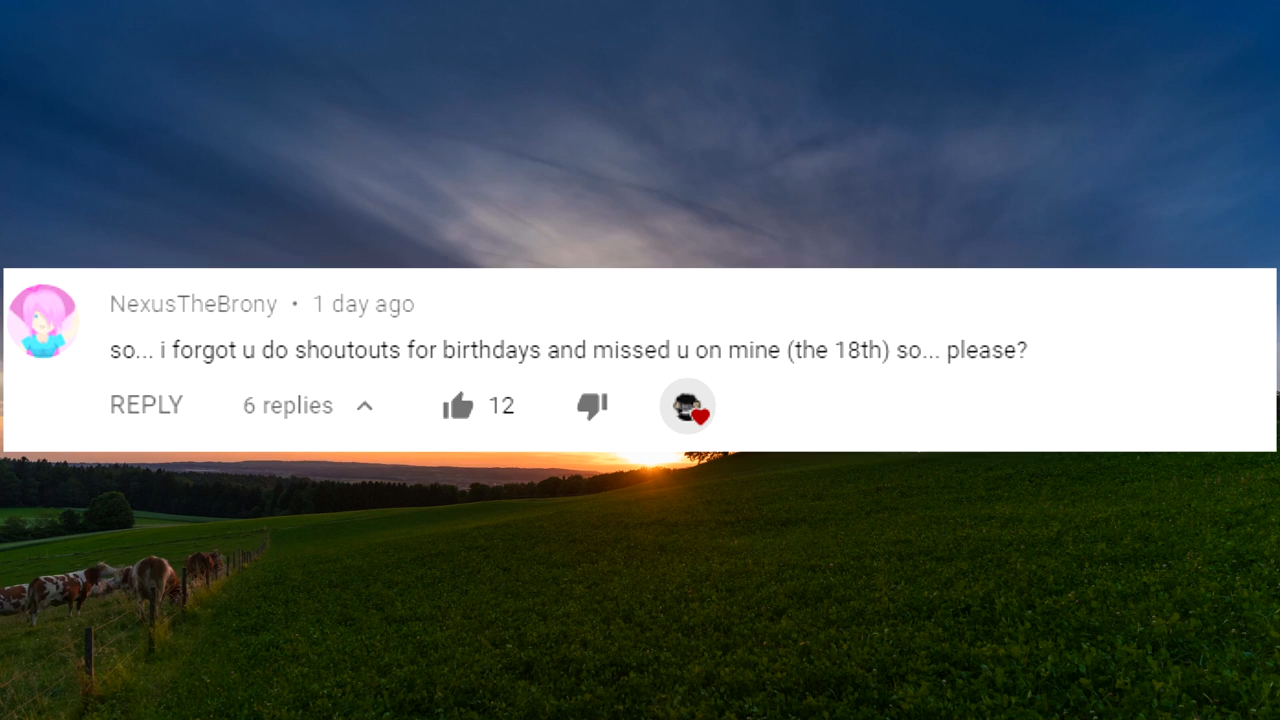 NexusTheBrony • 1 day ago
so... i forgot u do shoutouts for birthdays and missed u on mine (the 18th) so... please?
REPLY 6 replies 12